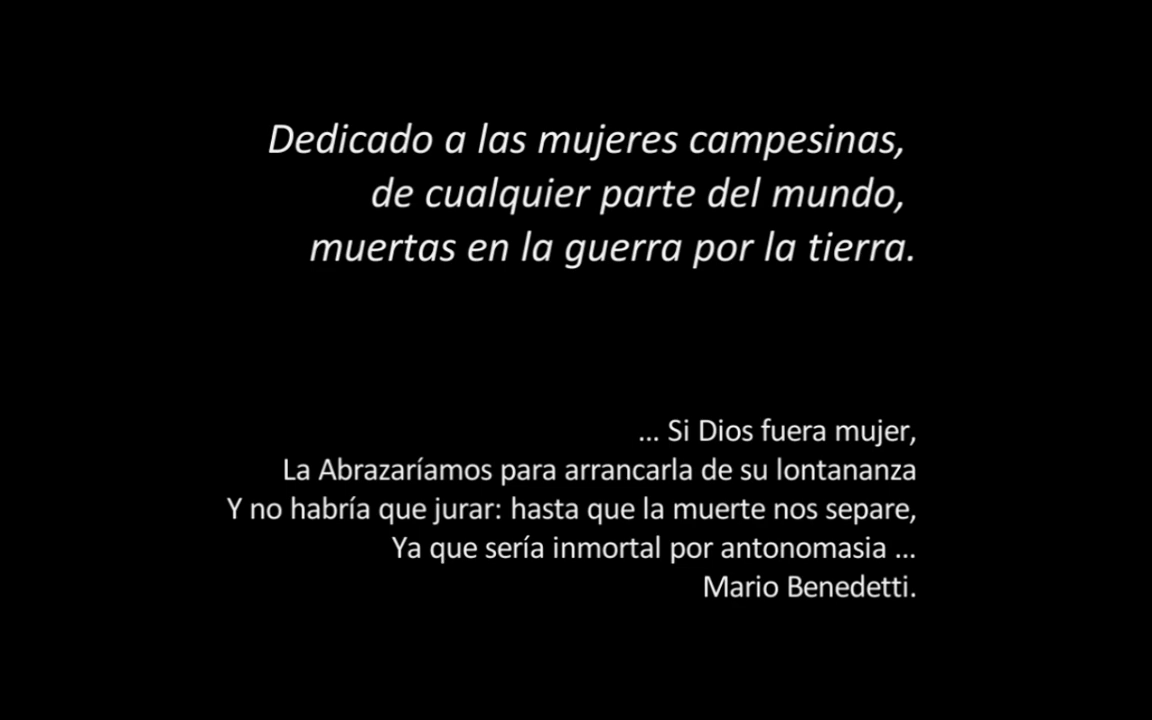 Dedicado a las mujeres campesinas,
de cualquier parte del mundo,
muertas en la guerra por la tierra.
... Si Dios fuera mujer,
La Abrazaríamos para arrancarla de su lontananza
Y no habría que jurar: hasta que la muerte nos separe,
Ya que sería inmortal por antonomasia ...
Mario Benedetti.